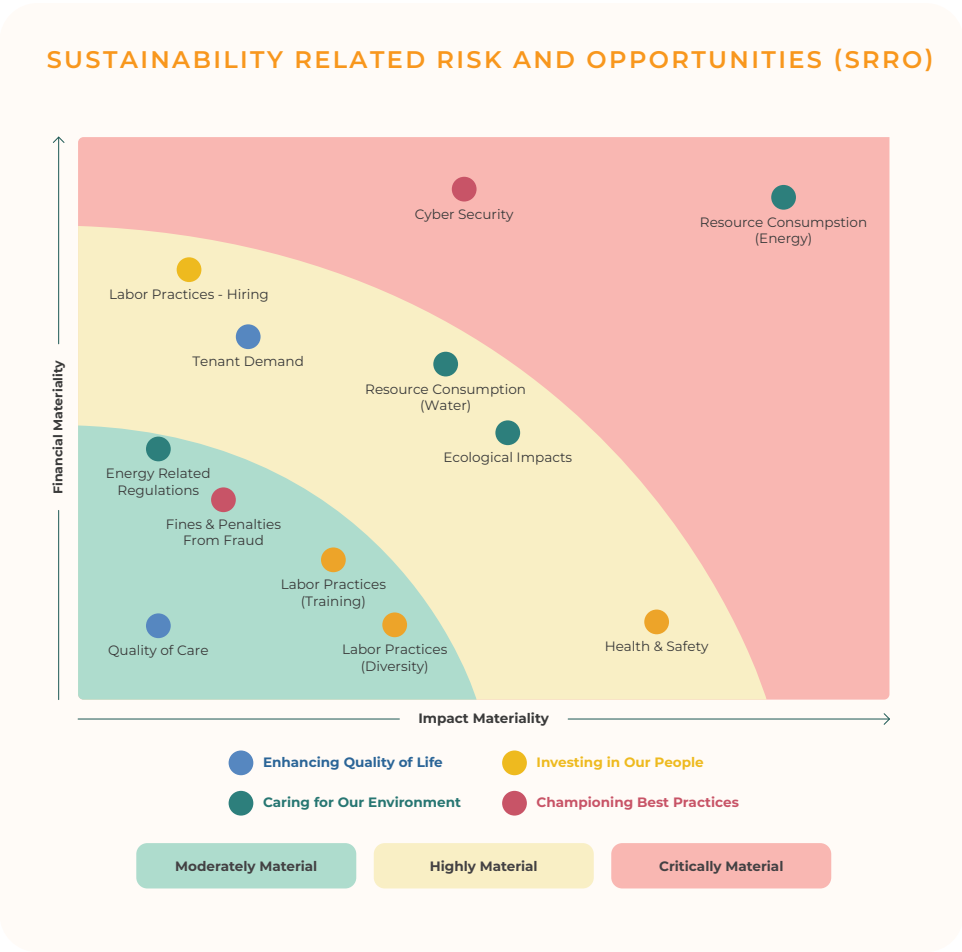 SUSTAINABILITY RELATED RISK AND OPPORTUNITIES (SRRO)
Financial Materiality
Cyber Security
Resource Consumpstion
(Energy)
Labor Practices - Hiring
Tenant Demand
Resource Consumption
(Water)
Ecological Impacts
Energy Related
Regulations
Fines & Penalties
From Fraud
Labor Practices
(Training)
Quality of Care
Labor Practices
(Diversity)
Health & Safety
Impact Materiality
Enhancing Quality of Life
Investing in Our People
Caring for Our Environment
Championing Best Practices
Moderately Material
Highly Material
Critically Material